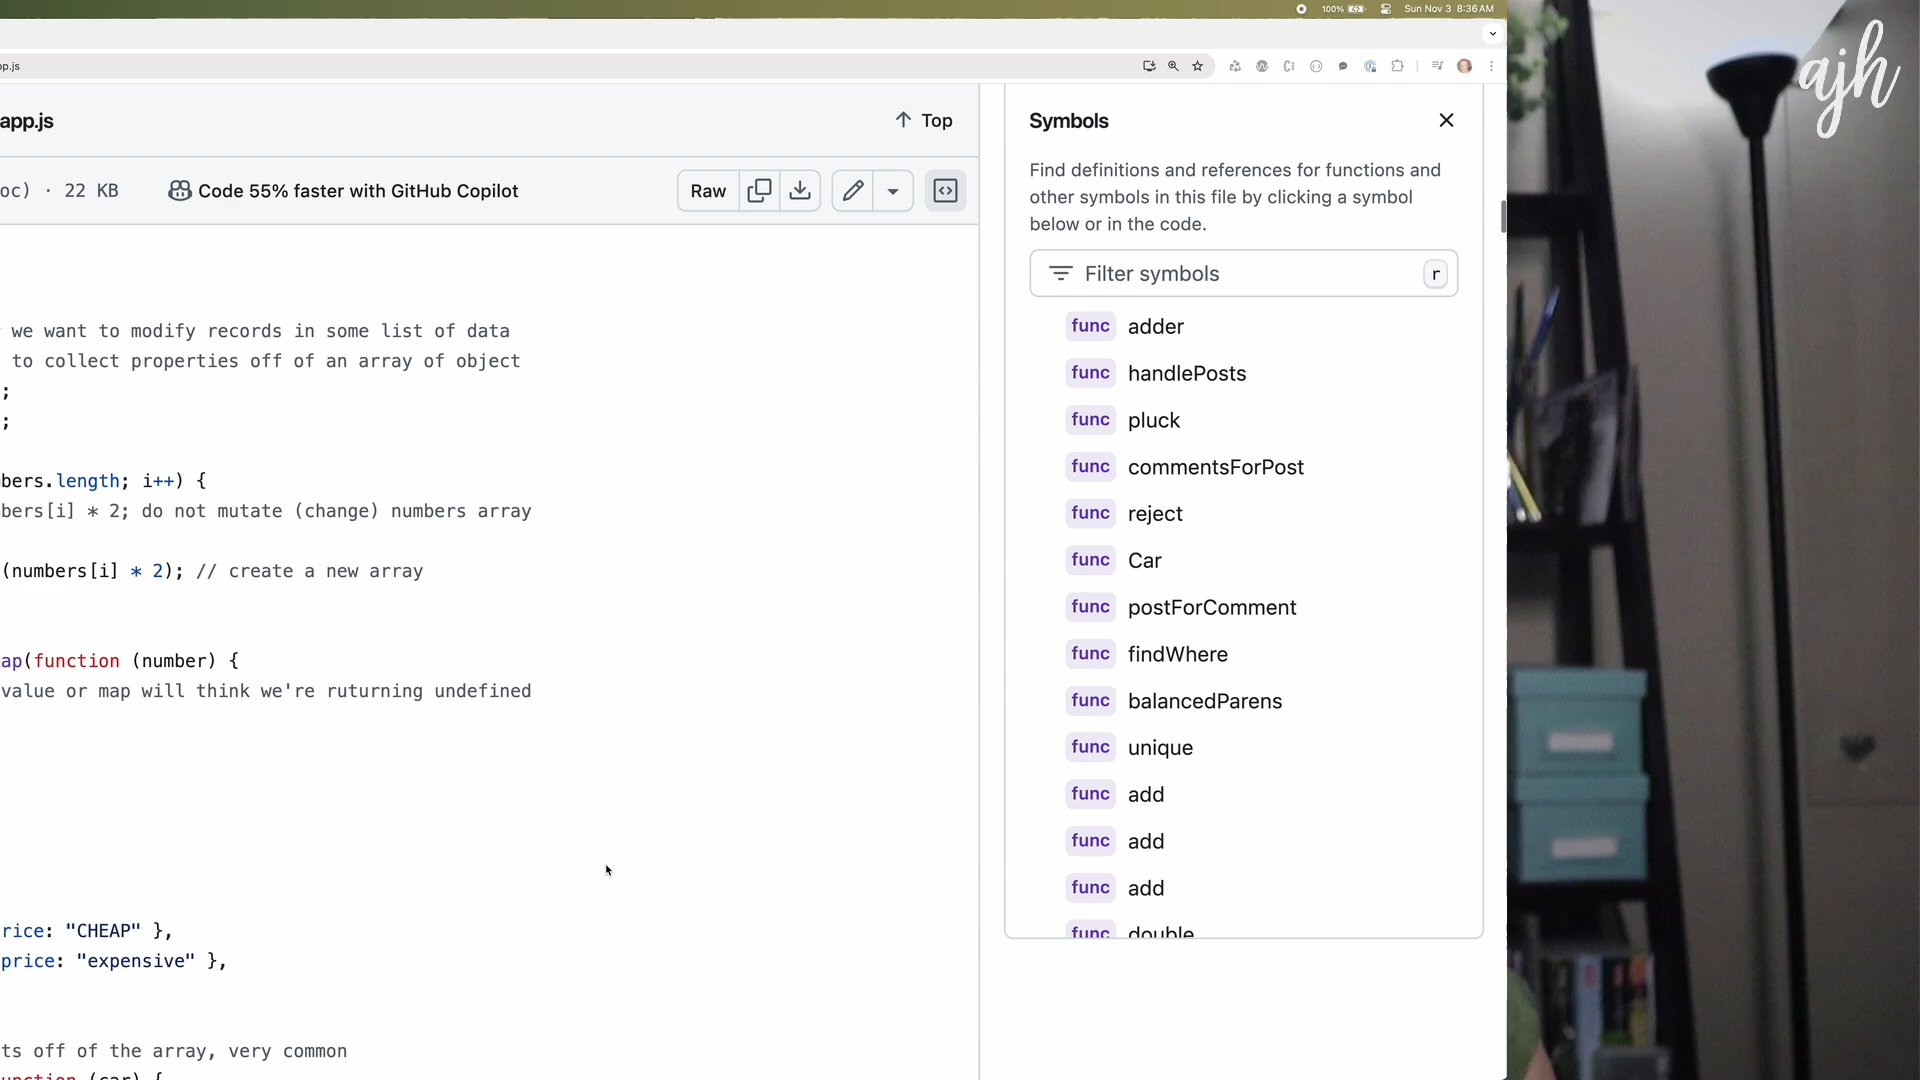 100%
Sun Nov 3 8:36AM
pp.js
app.js
Top
oc) · 22 KB
Code 55% faster with GitHub Copilot
Raw
we want to modify records in some list of data
to collect properties off of an array of object
;
;
bers.length; i++) {
bers[i] * 2; do not mutate (change) numbers array
(numbers[i] * 2); // create a new array
ap(function (number) {
value or map will think we're ruturning undefined
rice: "CHEAP" },
price: "expensive" },
ts off of the array, very common
unction (car) {
Symbols
Find definitions and references for functions and
other symbols in this file by clicking a symbol
below or in the code.
Filter symbols
r
func adder
func handlePosts
func pluck
func commentsForPost
func reject
func Car
func postForComment
func findWhere
func balancedParens
func unique
func add
func add
func add
func double
ajh